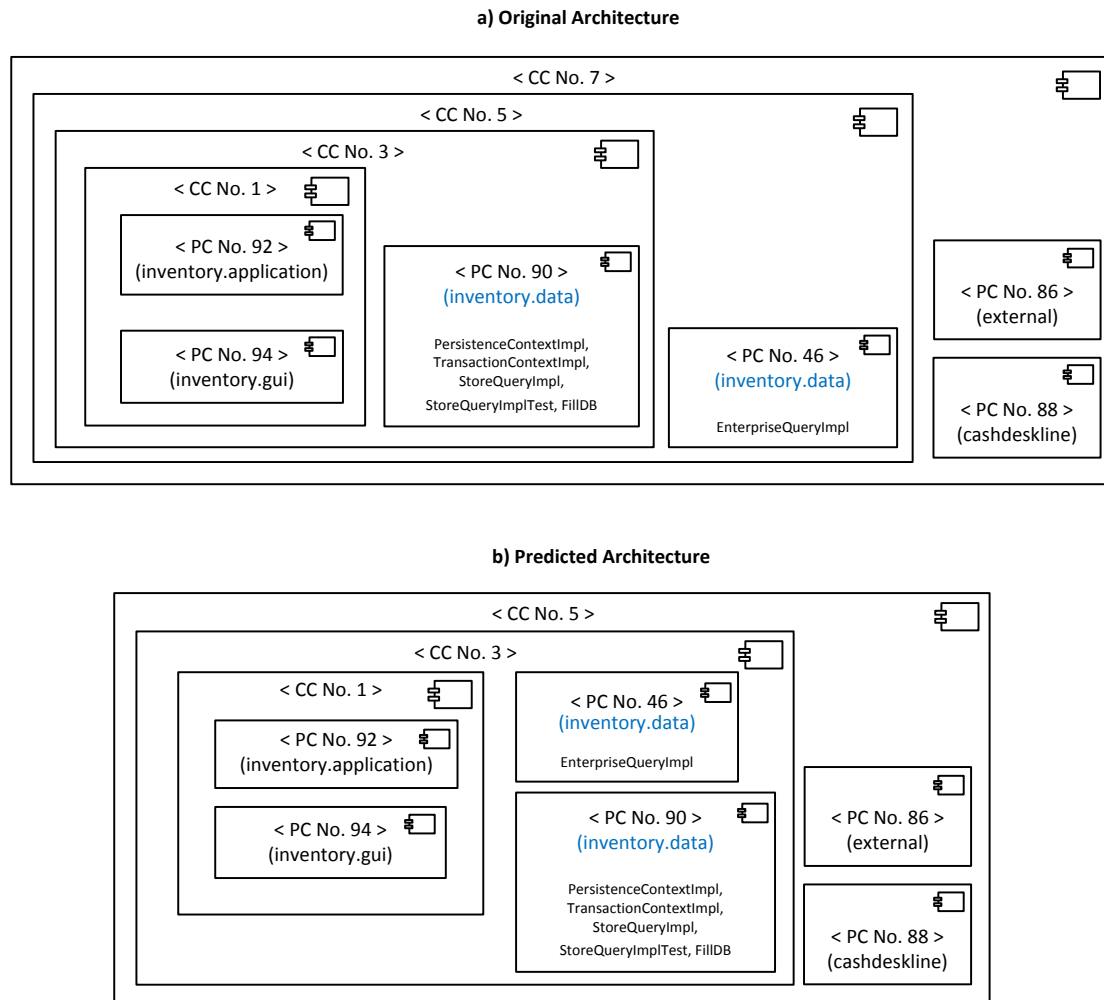 a) Original Architecture
< CC No. 7 >
< CC No. 5 >
< CC No. 3 >
< CC No. 1 >
< PC No. 92 >
(inventory.application)
< PC No. 94 >
(inventory.gui)
< PC No. 90 >
(inventory.data)
PersistenceContextImpl,
TransactionContextImpl,
StoreQueryImpl,
StoreQueryImplTest, FillDB
< PC No. 46 >
(inventory.data)
EnterpriseQueryImpl
< PC No. 86 >
(external)
< PC No. 88 >
(cashdeskline)
b) Predicted Architecture
< CC No. 5 >
< CC No. 3 >
< CC No. 1 >
< PC No. 92 >
(inventory.application)
< PC No. 94 >
(inventory.gui)
< PC No. 46 >
(inventory.data)
EnterpriseQueryImpl
< PC No. 90 >
(inventory.data)
PersistenceContextImpl,
TransactionContextImpl,
StoreQueryImpl,
StoreQueryImplTest, FillDB
< PC No. 86 >
(external)
< PC No. 88 >
(cashdeskline)